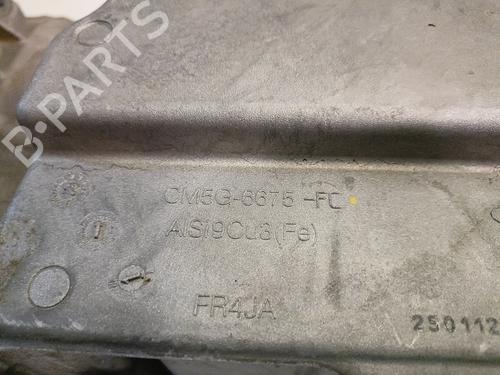 B-PARTS
CM5G-6675-FC
AlSi9Cu3(Fe)
FR4JA
250112